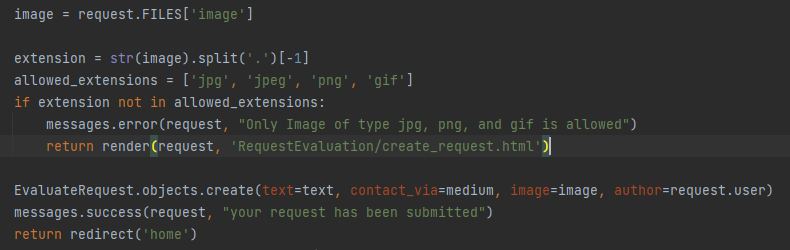 image = request.FILES['image']
extension = str(image).split('.')[-1]
allowed_extensions = ['jpg', 'jpeg', 'png', 'gif']
if extension not in allowed_extensions:
    messages.error(request, "Only Image of type jpg, png, and gif is allowed")
    return render(request, 'RequestEvaluation/create_request.html')
EvaluateRequest.objects.create(text=text, contact_via=medium, image=image, author=request.user)
messages.success(request, "your request has been submitted")
return redirect('home')